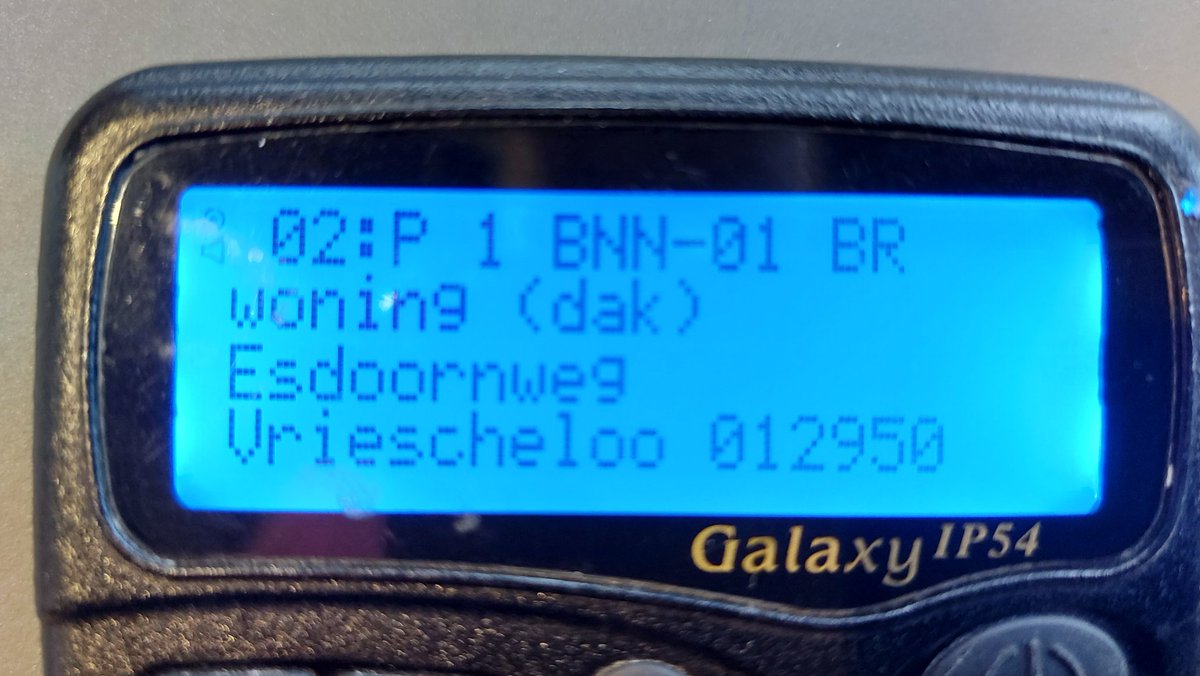 02:P 1 BNN-01 BR
woning (dak)
Esdoornweg
Vriescheloo 012950
Galaxy IP54